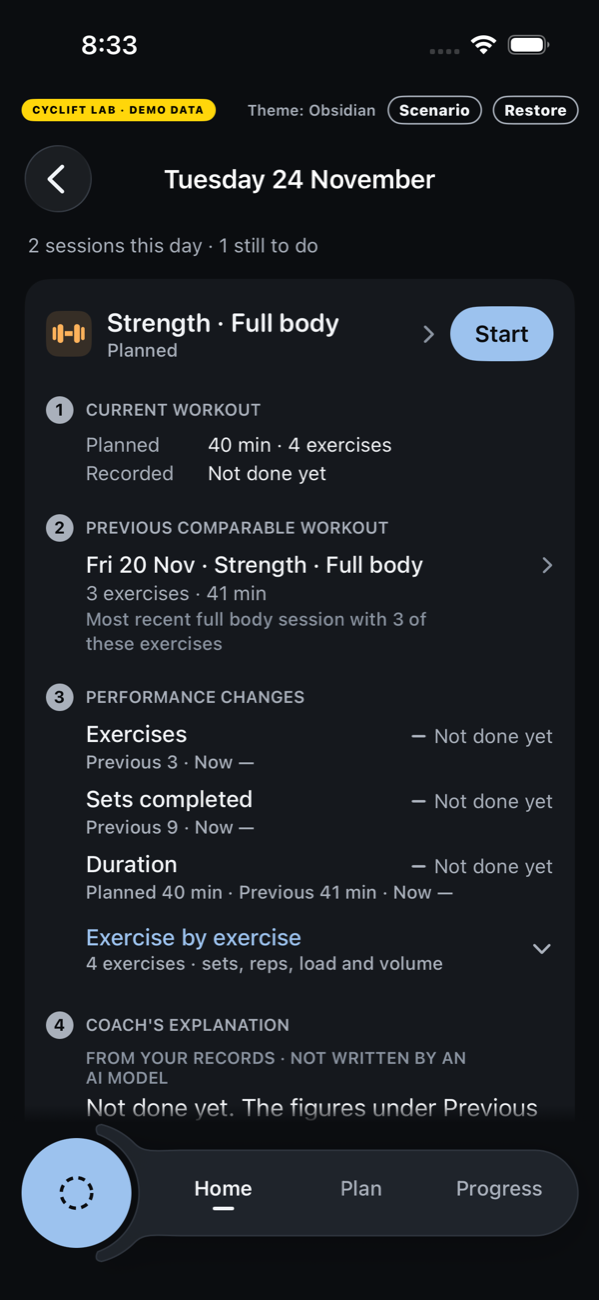 8:33
CYCLIFT LAB · DEMO DATA
Theme: Obsidian
Scenario
Restore
Tuesday 24 November
2 sessions this day · 1 still to do
Strength · Full body
Planned
Start
1 CURRENT WORKOUT
Planned 40 min · 4 exercises
Recorded Not done yet
2 PREVIOUS COMPARABLE WORKOUT
Fri 20 Nov · Strength · Full body
3 exercises · 41 min
Most recent full body session with 3 of
these exercises
3 PERFORMANCE CHANGES
Exercises — Not done yet
Previous 3 · Now —
Sets completed — Not done yet
Previous 9 · Now —
Duration — Not done yet
Planned 40 min · Previous 41 min · Now —
Exercise by exercise
4 exercises · sets, reps, load and volume
4 COACH'S EXPLANATION
FROM YOUR RECORDS · NOT WRITTEN BY AN
AI MODEL
Not done yet. The figures under Previous
Home
Plan
Progress